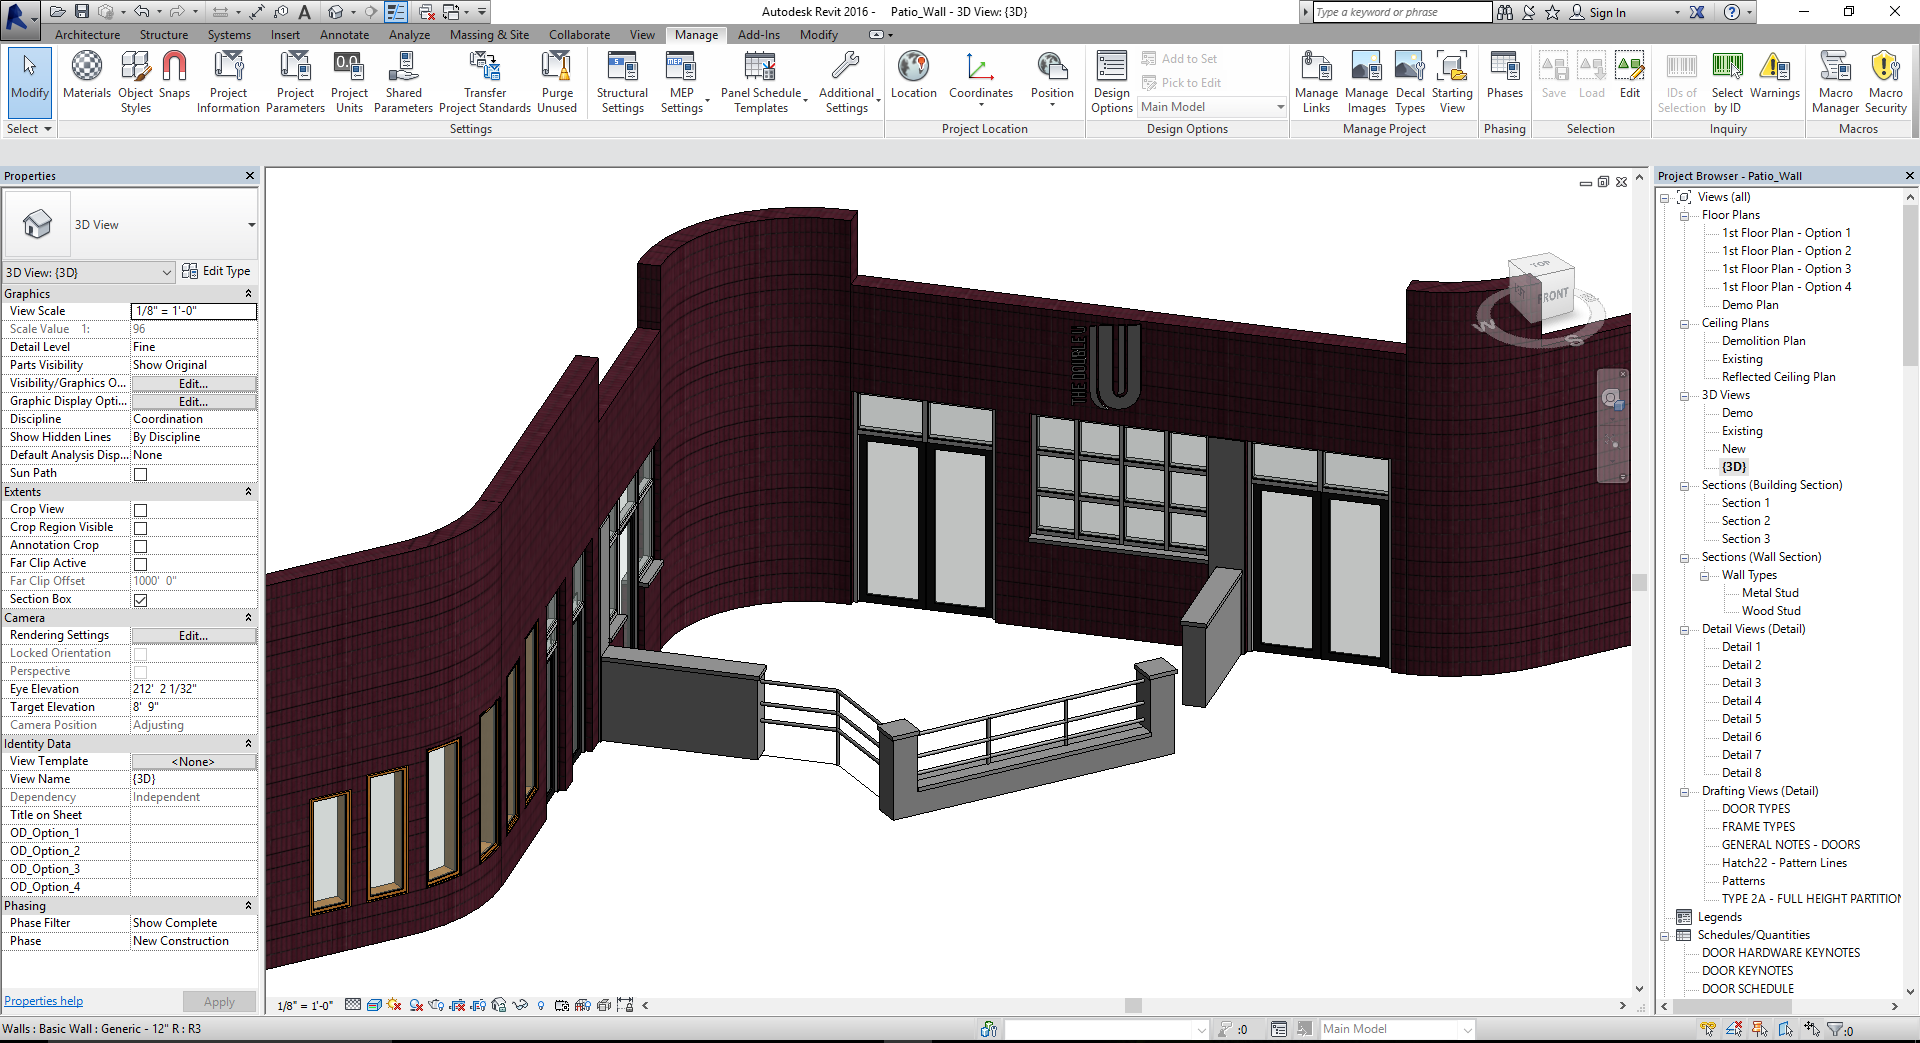 Autodesk Revit 2016 - Patio_Wall - 3D View: {3D}
Type a keyword or phrase
Sign In
Architecture Structure Systems Insert Annotate Analyze Massing & Site Collaborate View Manage Add-Ins Modify
Modify
Materials
Object Styles
Snaps
Project Information
Project Parameters
Project Units
Shared Parameters
Transfer Project Standards
Purge Unused
Structural Settings
MEP Settings
Panel Schedule Templates
Additional Settings
Location
Coordinates
Position
Design Options
Add to Set
Pick to Edit
Main Model
Manage Links
Manage Images
Decal Types
Starting View
Phases
Save
Load
Edit
IDs of Selection
Select by ID
Warnings
Macro Manager
Macro Security
Select
Settings
Project Location
Design Options
Manage Project
Phasing
Selection
Inquiry
Macros
Properties
3D View
3D View: {3D}
Edit Type
Graphics
View Scale 1/8" = 1'-0"
Scale Value 1: 96
Detail Level Fine
Parts Visibility Show Original
Visibility/Graphics O... Edit...
Graphic Display Opti... Edit...
Discipline Coordination
Show Hidden Lines By Discipline
Default Analysis Disp... None
Sun Path
Extents
Crop View
Crop Region Visible
Annotation Crop
Far Clip Active
Far Clip Offset 1000' 0"
Section Box
Camera
Rendering Settings Edit...
Locked Orientation
Perspective
Eye Elevation 212' 2 1/32"
Target Elevation 8' 9"
Camera Position Adjusting
Identity Data
View Template <None>
View Name {3D}
Dependency Independent
Title on Sheet
OD_Option_1
OD_Option_2
OD_Option_3
OD_Option_4
Phasing
Phase Filter Show Complete
Phase New Construction
Properties help
Apply
THE DOUBLE U
TOP
FRONT
W
S
1/8" = 1'-0"
Project Browser - Patio_Wall
Views (all)
Floor Plans
1st Floor Plan - Option 1
1st Floor Plan - Option 2
1st Floor Plan - Option 3
1st Floor Plan - Option 4
Demo Plan
Ceiling Plans
Demolition Plan
Existing
Reflected Ceiling Plan
3D Views
Demo
Existing
New
{3D}
Sections (Building Section)
Section 1
Section 2
Section 3
Sections (Wall Section)
Wall Types
Metal Stud
Wood Stud
Detail Views (Detail)
Detail 1
Detail 2
Detail 3
Detail 4
Detail 5
Detail 6
Detail 7
Detail 8
Drafting Views (Detail)
DOOR TYPES
FRAME TYPES
GENERAL NOTES - DOORS
Hatch22 - Pattern Lines
Patterns
TYPE 2A - FULL HEIGHT PARTITION
Legends
Schedules/Quantities
DOOR HARDWARE KEYNOTES
DOOR KEYNOTES
DOOR SCHEDULE
Walls : Basic Wall : Generic - 12" R : R3
:0
Main Model
:0